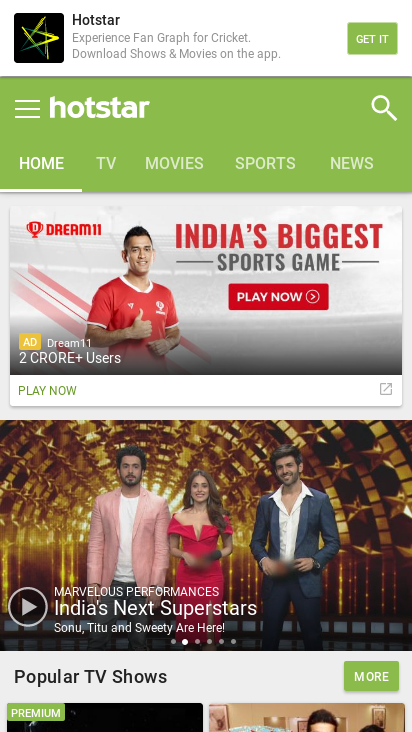 Hotstar
Experience Fan Graph for Cricket.
Download Shows & Movies on the app.
GET IT
hotstar
HOME TV MOVIES SPORTS NEWS
DREAM11
INDIA'S BIGGEST
SPORTS GAME
PLAY NOW
AD Dream11
2 CRORE+ Users
PLAY NOW
MARVELOUS PERFORMANCES
India's Next Superstars
Sonu, Titu and Sweety Are Here!
Popular TV Shows
MORE
PREMIUM